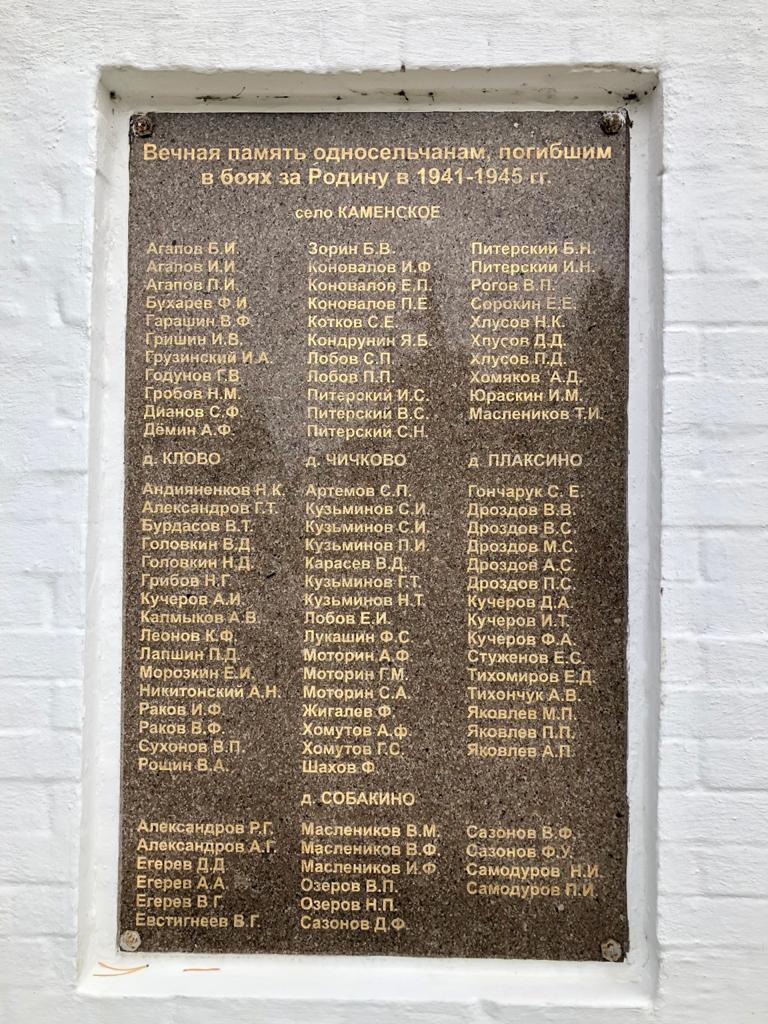 Вечная память односельчанам, погибшим
в боях за Родину в 1941-1945 гг.
село КАМЕНСКОЕ
Агапов Б.И.
Агапов И.И.
Агапов П.И.
Бухарев Ф.И.
Гарашин В.Ф.
Гришин И.В.
Грузинский И.А.
Годунов Г.В.
Гробов Н.М.
Дианов С.Ф.
Дёмин А.Ф.
Зорин Б.В.
Коновалов И.Ф.
Коновалов Е.П.
Коновалов П.Е.
Котков С.Е.
Кондрунин Я.Б.
Лобов С.П.
Лобов П.П.
Питерский И.С.
Питерский В.С.
Питерский С.Н.
Питерский Б.Н.
Питерский И.Н.
Рогов В.П.
Сорокин Е.Е.
Хлусов Н.К.
Хлусов Д.Д.
Хлусов П.Д.
Хомяков А.Д.
Юраскин И.М.
Маслеников Т.И.
д. КЛОВО
Андияненков Н.К.
Александров Г.Т.
Бурдасов В.Т.
Головкин В.Д.
Головкин Н.Д.
Грибов Н.Г.
Кучеров А.И.
Калмыков А.В.
Леонов К.Ф.
Лапшин П.Д.
Морозкин Е.И.
Никитонский А.Н.
Раков И.Ф.
Раков В.Ф.
Сухонов В.П.
Рощин В.А.
д. ЧИЧКОВО
Артемов С.П.
Кузьминов С.И.
Кузьминов С.И.
Кузьминов П.И.
Карасев В.Д.
Кузьминов Г.Т.
Кузьминов Н.Т.
Лобов Е.И.
Лукашин Ф.С.
Моторин А.Ф.
Моторин Г.М.
Моторин С.А.
Жигалев Ф.
Хомутов А.ф.
Хомутов Г.С.
Шахов Ф.
д. ПЛАКСИНО
Гончарук С. Е.
Дроздов В.В.
Дроздов В.С.
Дроздов М.С.
Дроздов А.С.
Дроздов П.С.
Кучеров Д.А.
Кучеров И.Т.
Кучеров Ф.А.
Стуженов Е.С.
Тихомиров Е.Д.
Тихончук А.В.
Яковлев М.П.
Яковлев П.П.
Яковлев А.П.
д. СОБАКИНО
Александров Р.Г.
Александров А.Г.
Егерев Д.Д.
Егерев А.А.
Егерев В.Г.
Евстигнеев В.Г.
Маслеников В.М.
Маслеников В.Ф.
Маслеников И.Ф.
Озеров В.П.
Озеров Н.П.
Сазонов Д.Ф.
Сазонов В.Ф.
Сазонов Ф.У.
Самодуров Н.И.
Самодуров П.И.